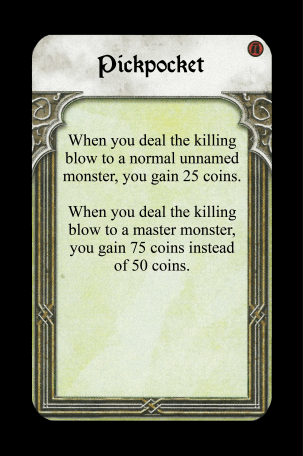 Pickpocket
When you deal the killing
blow to a normal unnamed
monster, you gain 25 coins.
When you deal the killing
blow to a master monster,
you gain 75 coins instead
of 50 coins.